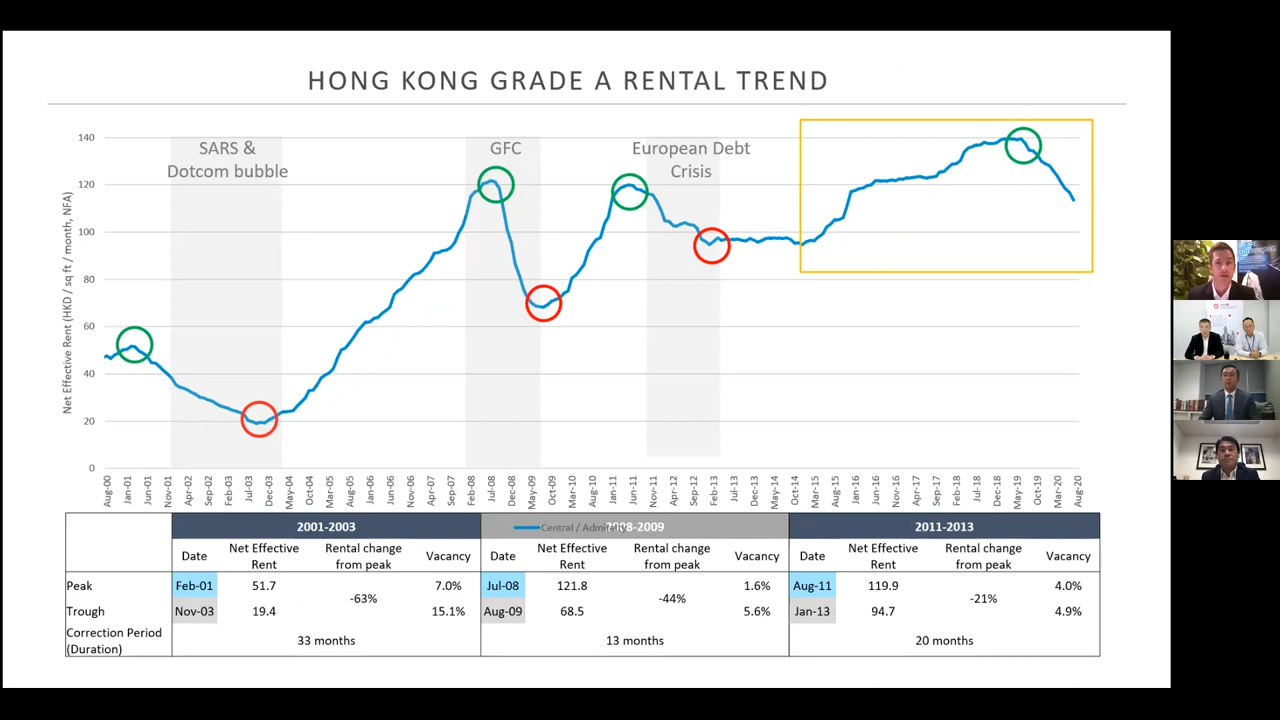 HONG KONG GRADE A RENTAL TREND
SARS &
Dotcom bubble
GFC
European Debt
Crisis
Net Effective Rent (HKD / sq ft / month, NFA)
140
120
100
80
60
40
20
0
Aug-00 Jan-01 Jun-01 Nov-01 Apr-02 Sep-02 Feb-03 Jul-03 Dec-03 May-04 Oct-04 Mar-05 Aug-05 Jan-06 Jun-06 Nov-06 Apr-07 Sep-07 Feb-08 Jul-08 Dec-08 May-09 Oct-09 Mar-10 Aug-10 Jan-11 Jun-11 Nov-11 Apr-12 Sep-12 Feb-13 Jul-13 Dec-13 May-14 Oct-14 Mar-15 Aug-15 Jan-16 Jun-16 Nov-16 Apr-17 Sep-17 Feb-18 Jul-18 Dec-18 May-19 Oct-19 Mar-20 Aug-20
2001-2003 2008-2009 2011-2013
Central / Admiralty
Date Net Effective Rent Rental change from peak Vacancy Date Net Effective Rent Rental change from peak Vacancy Date Net Effective Rent Rental change from peak Vacancy
Peak Feb-01 51.7 -63% 7.0% Jul-08 121.8 -44% 1.6% Aug-11 119.9 -21% 4.0%
Trough Nov-03 19.4 15.1% Aug-09 68.5 5.6% Jan-13 94.7 4.9%
Correction Period
(Duration) 33 months 13 months 20 months